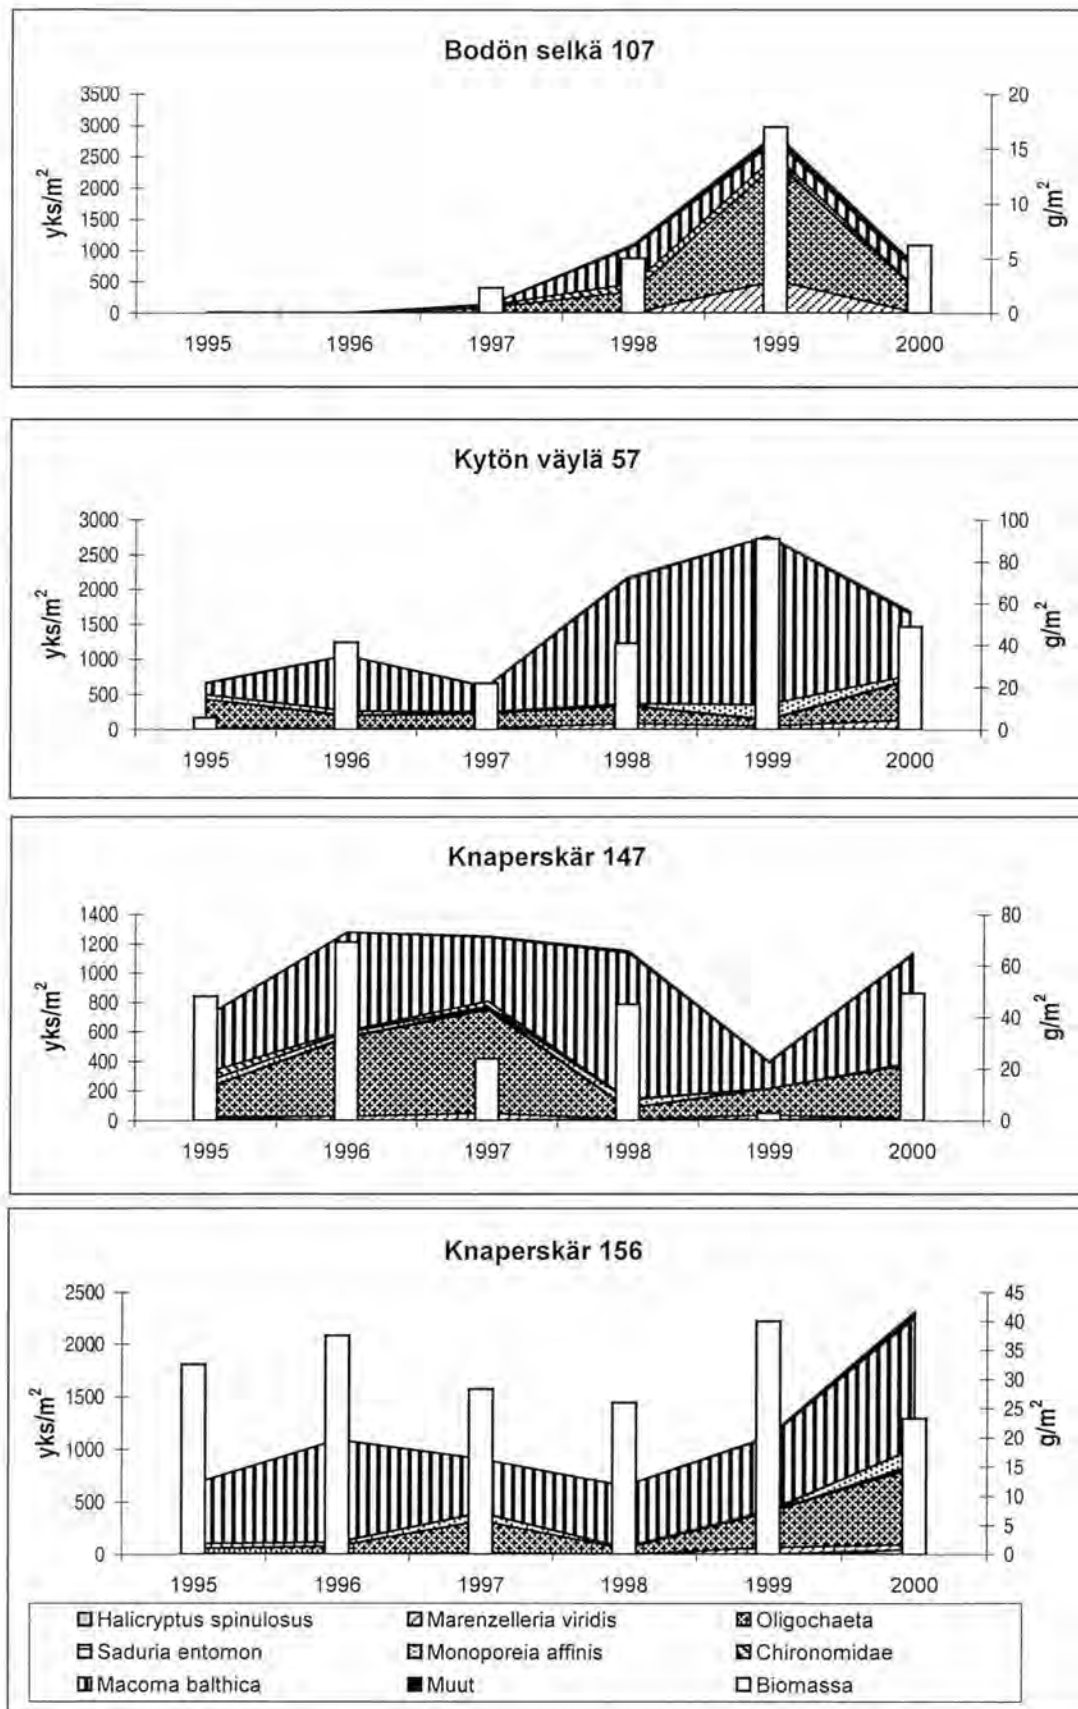 Bodön selkä 107
3500
3000
2500
2000
1500
1000
500
0
yks/m²
20
15
10
5
0
g/m²
1995 1996 1997 1998 1999 2000
Kytön väylä 57
3000
2500
2000
1500
1000
500
0
yks/m²
100
80
60
40
20
0
g/m²
1995 1996 1997 1998 1999 2000
Knaperskär 147
1400
1200
1000
800
600
400
200
0
yks/m²
80
60
40
20
0
g/m²
1995 1996 1997 1998 1999 2000
Knaperskär 156
2500
2000
1500
1000
500
0
yks/m²
45
40
35
30
25
20
15
10
5
0
g/m²
1995 1996 1997 1998 1999 2000
Halicryptus spinulosus Marenzelleria viridis Oligochaeta
Saduria entomon Monoporeia affinis Chironomidae
Macoma balthica Muut Biomassa